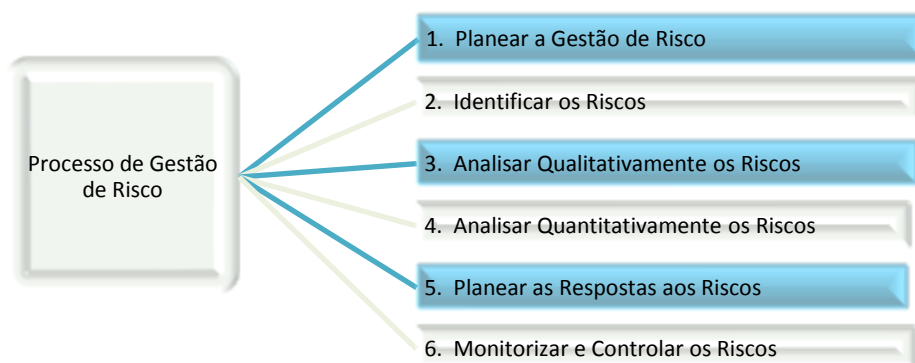 Processo de Gestão
de Risco
1. Planear a Gestão de Risco
2. Identificar os Riscos
3. Analisar Qualitativamente os Riscos
4. Analisar Quantitativamente os Riscos
5. Planear as Respostas aos Riscos
6. Monitorizar e Controlar os Riscos